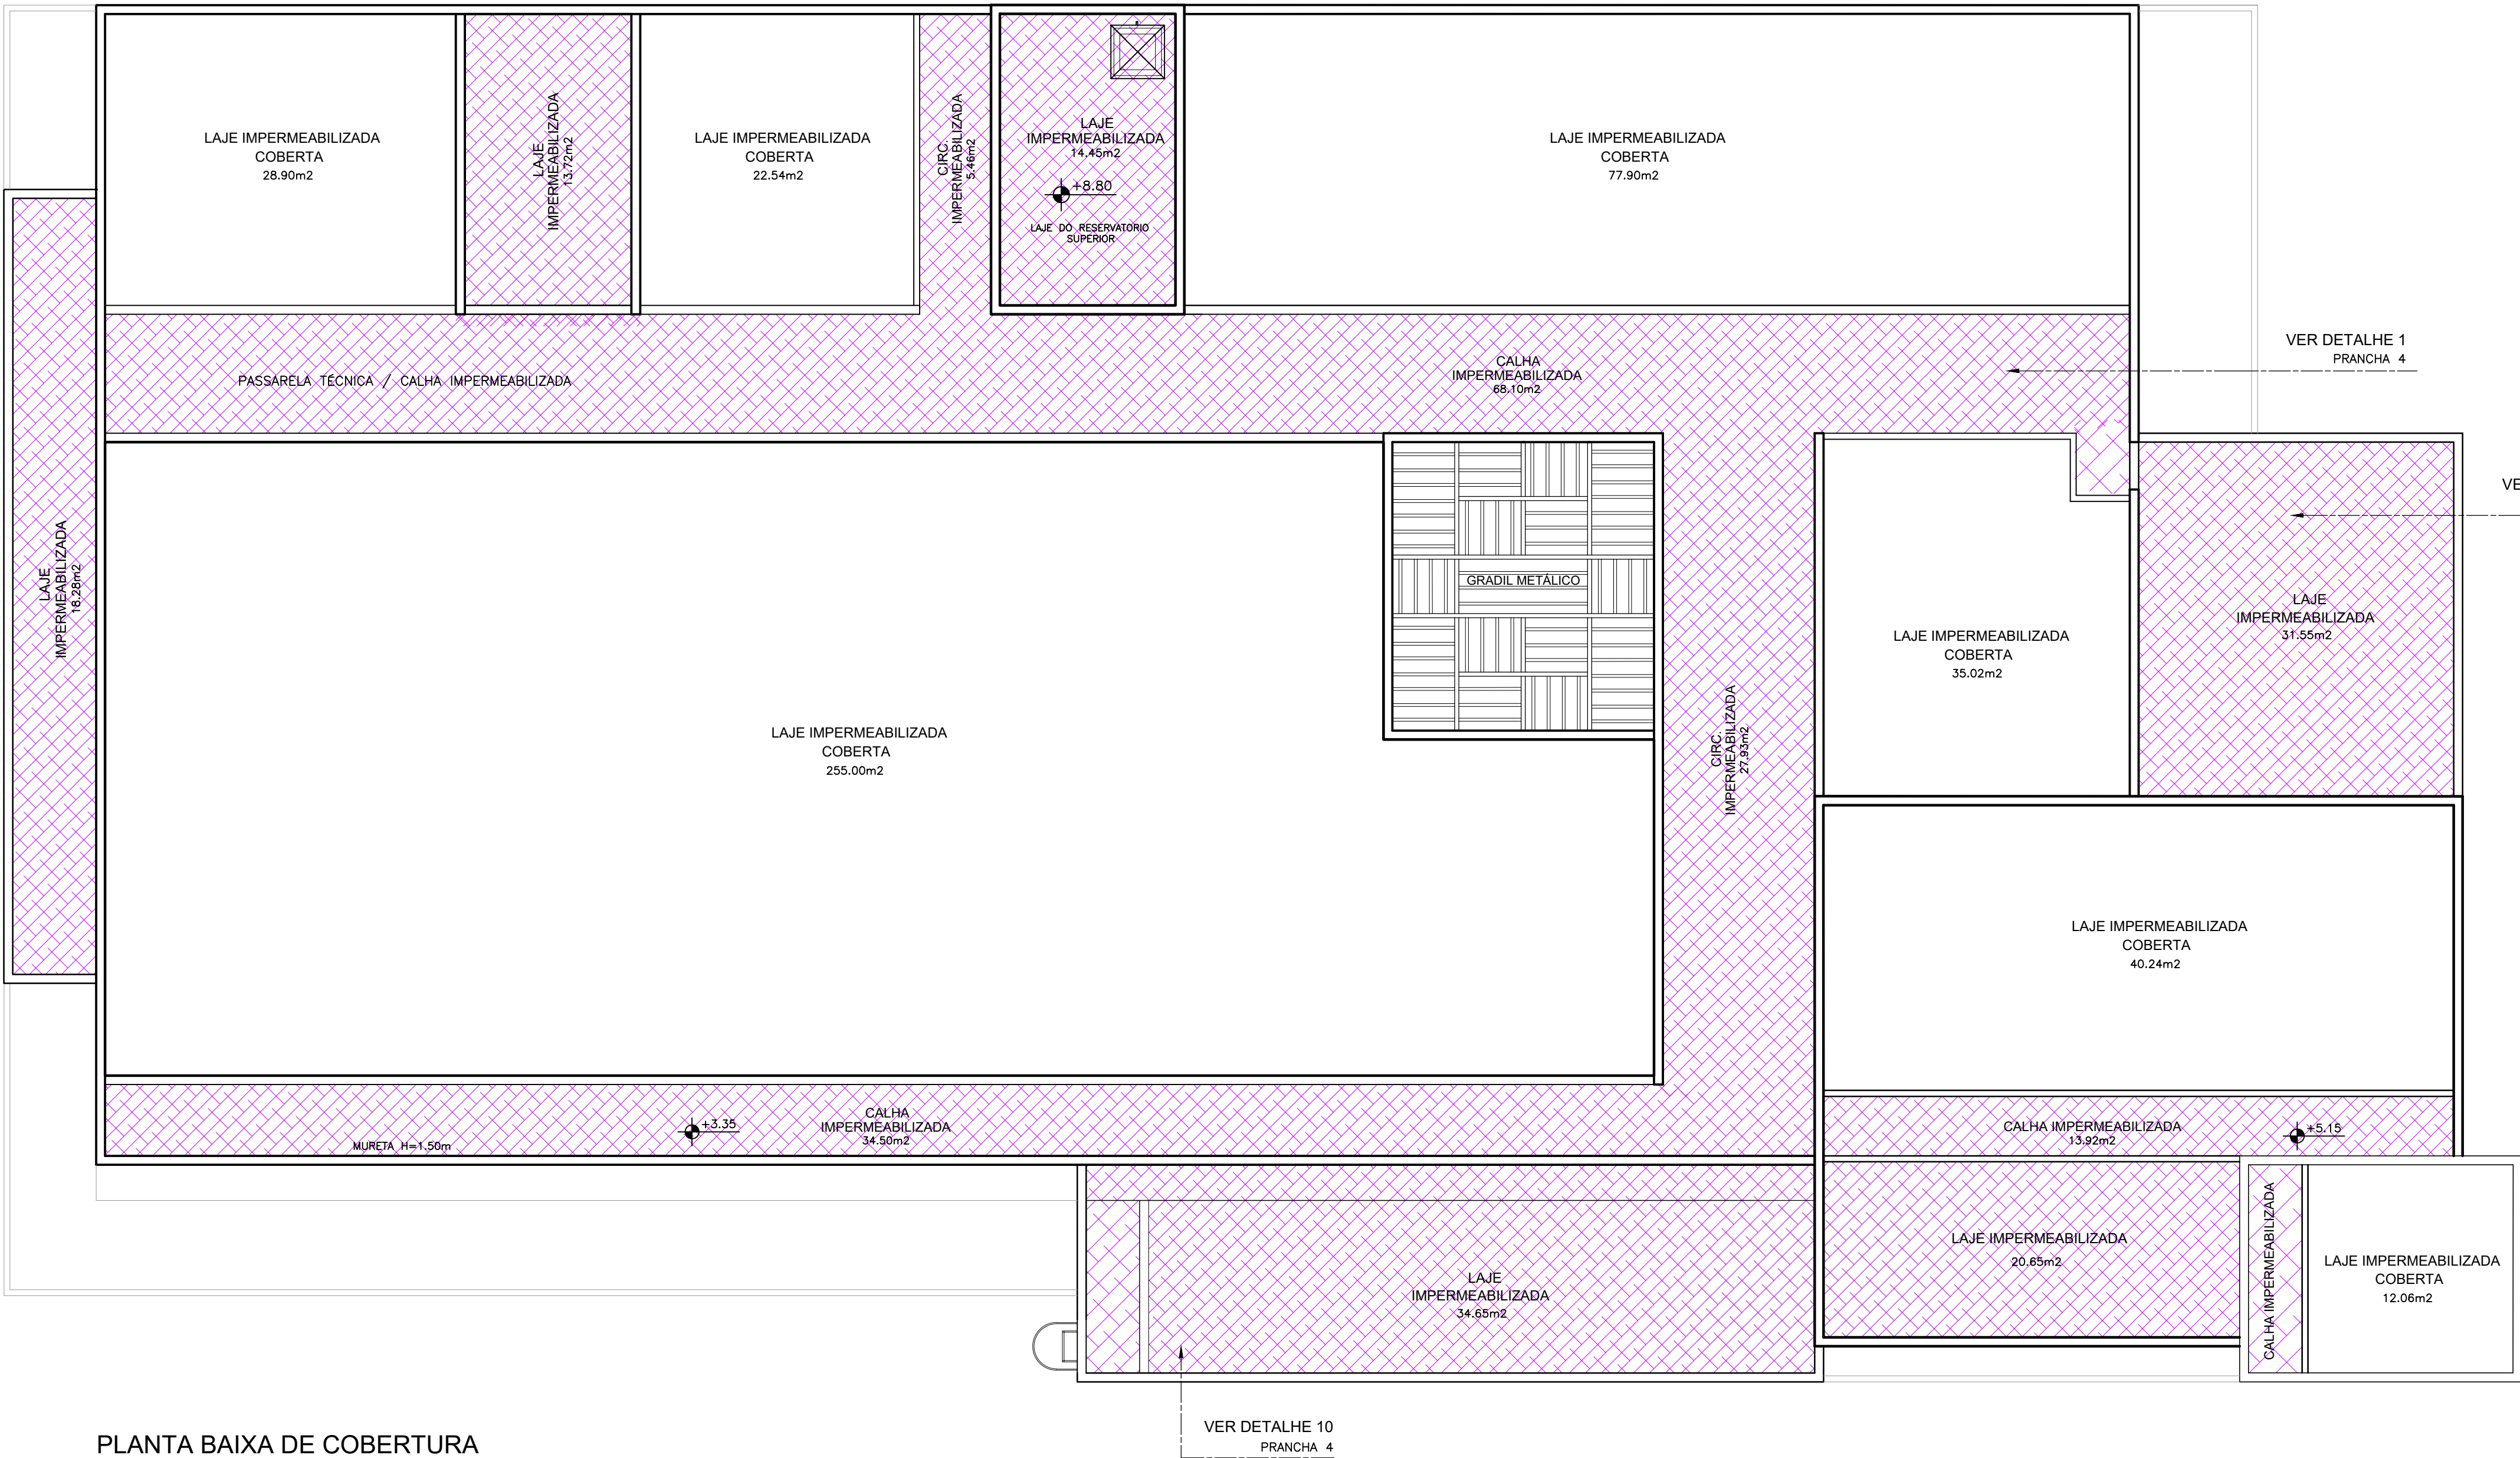 LAJE IMPERMEABILIZADA
COBERTA
28.90m2
LAJE
IMPERMEABILIZADA
13.72m2
LAJE IMPERMEABILIZADA
COBERTA
22.54m2
CIRC.
IMPERMEABILIZADA
5.46m2
LAJE
IMPERMEABILIZADA
14.45m2
+8.80
LAJE DO RESERVATÓRIO
SUPERIOR
LAJE IMPERMEABILIZADA
COBERTA
77.90m2
VER DETALHE 1
PRANCHA 4
PASSARELA TÉCNICA / CALHA IMPERMEABILIZADA
CALHA
IMPERMEABILIZADA
68.10m2
LAJE
IMPERMEABILIZADA
18.28m2
GRADIL METÁLICO
LAJE IMPERMEABILIZADA
COBERTA
255.00m2
CIRC.
IMPERMEABILIZADA
27.93m2
LAJE IMPERMEABILIZADA
COBERTA
35.02m2
LAJE
IMPERMEABILIZADA
31.55m2
VE
LAJE IMPERMEABILIZADA
COBERTA
40.24m2
MURETA H=1.50m
+3.35
CALHA
IMPERMEABILIZADA
34.50m2
CALHA IMPERMEABILIZADA
13.92m2
+5.15
LAJE
IMPERMEABILIZADA
34.65m2
LAJE IMPERMEABILIZADA
20.65m2
CALHA IMPERMEABILIZADA
LAJE IMPERMEABILIZADA
COBERTA
12.06m2
VER DETALHE 10
PRANCHA 4
PLANTA BAIXA DE COBERTURA